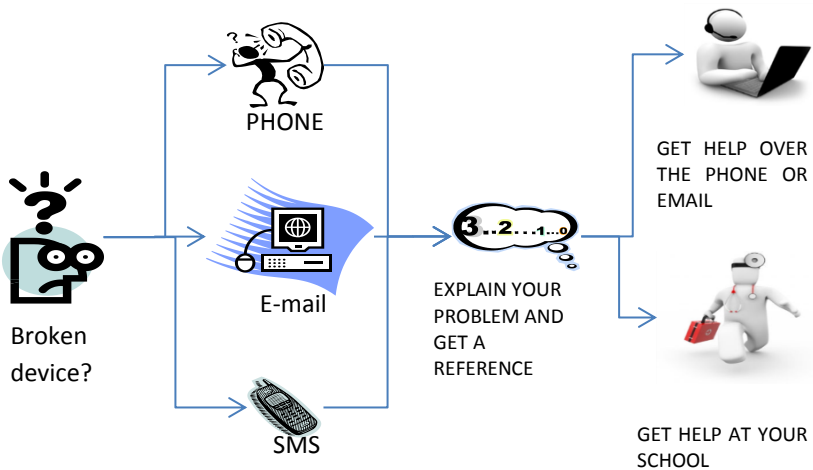 ?
PHONE
?
Broken
device?
E-mail
SMS
3..2...1...0
EXPLAIN YOUR
PROBLEM AND
GET A
REFERENCE
GET HELP OVER
THE PHONE OR
EMAIL
GET HELP AT YOUR
SCHOOL